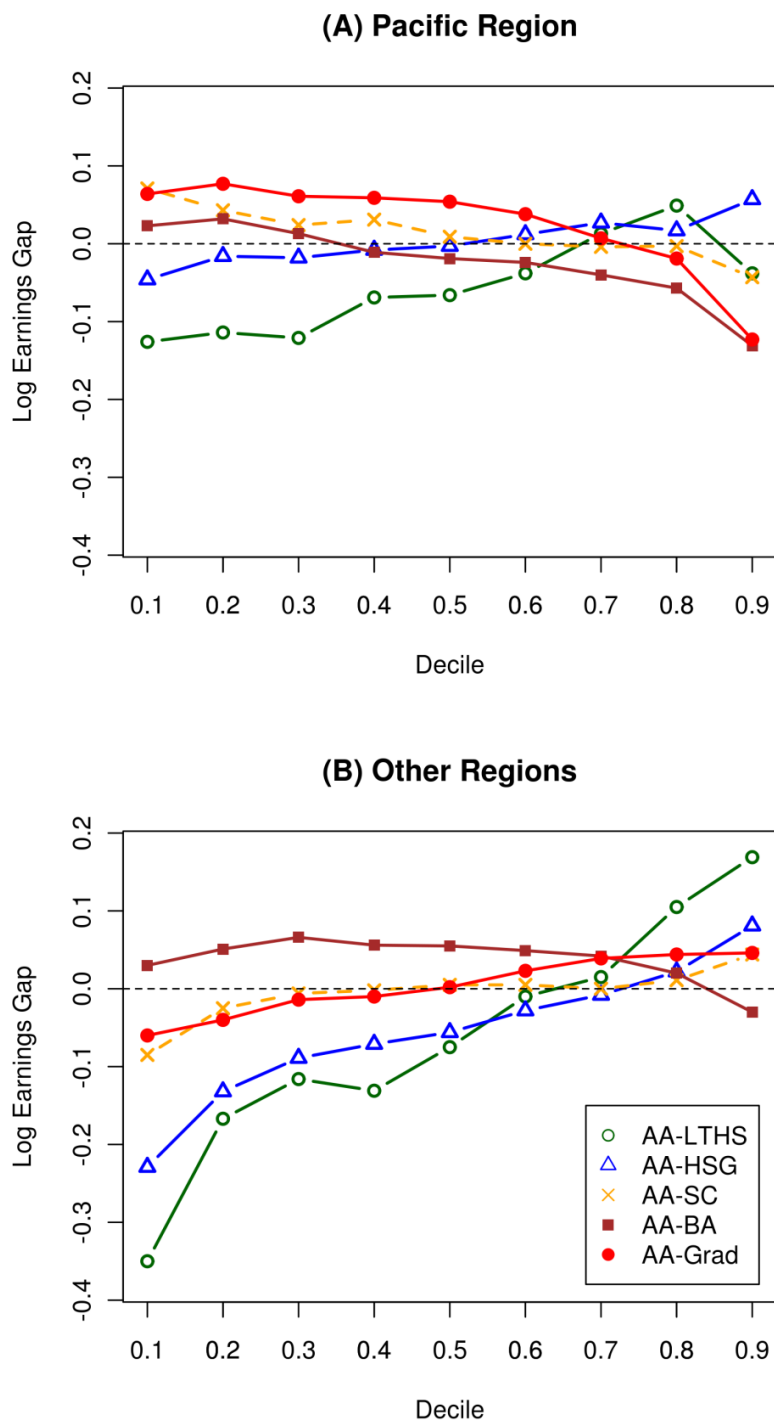 (A) Pacific Region
Log Earnings Gap
0.2
0.1
0.0
-0.1
-0.2
-0.3
-0.4
0.1 0.2 0.3 0.4 0.5 0.6 0.7 0.8 0.9
Decile
(B) Other Regions
Log Earnings Gap
0.2
0.1
0.0
-0.1
-0.2
-0.3
-0.4
AA-LTHS
AA-HSG
AA-SC
AA-BA
AA-Grad
0.1 0.2 0.3 0.4 0.5 0.6 0.7 0.8 0.9
Decile